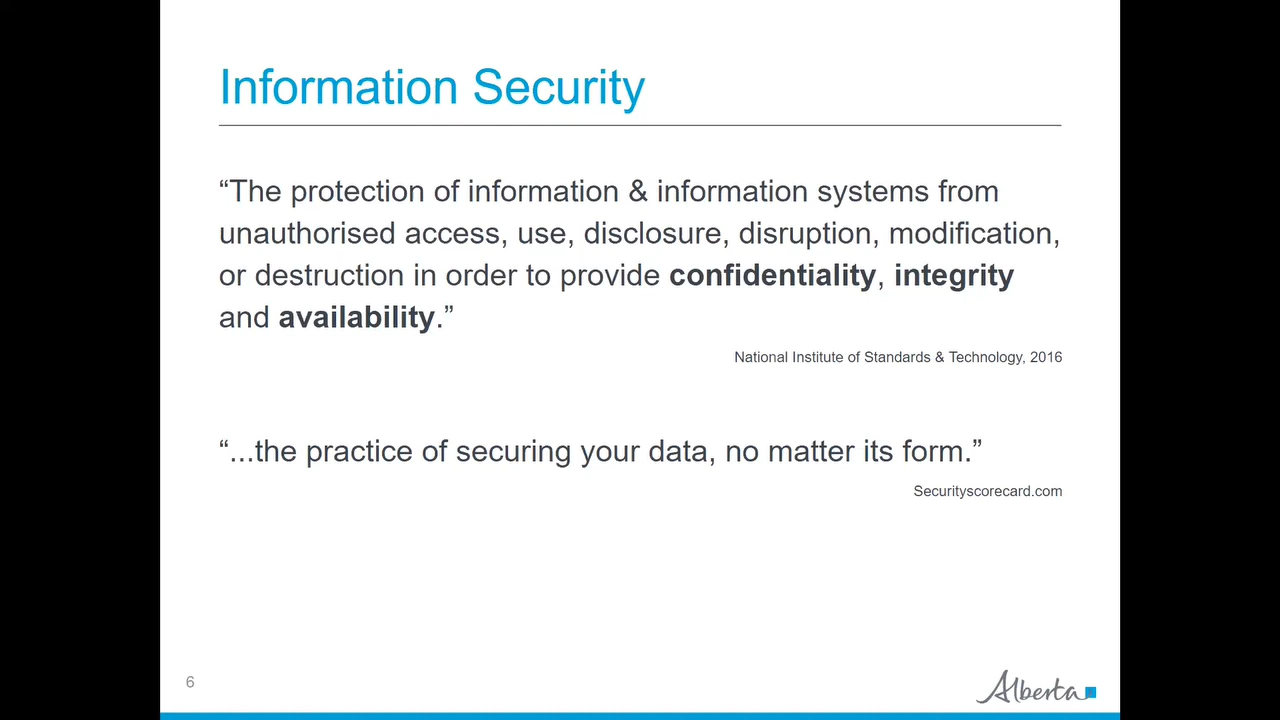 Information Security
“The protection of information & information systems from
unauthorised access, use, disclosure, disruption, modification,
or destruction in order to provide confidentiality, integrity
and availability.”
National Institute of Standards & Technology, 2016
“...the practice of securing your data, no matter its form.”
Securityscorecard.com
6
Alberta